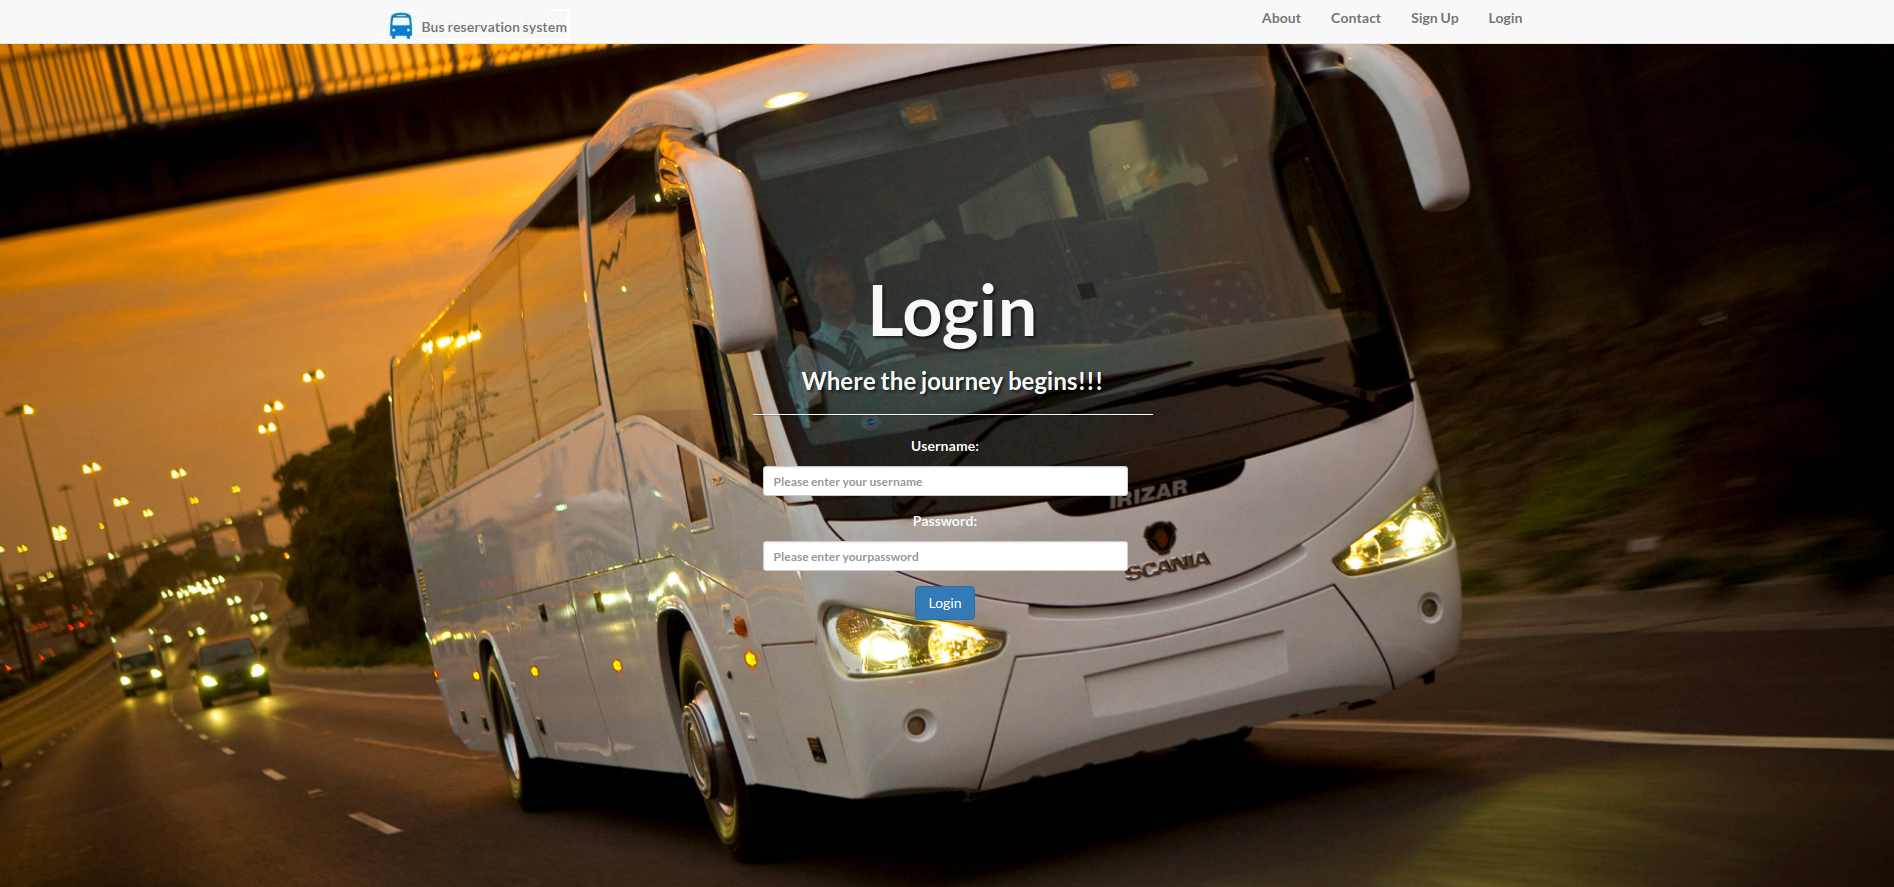 Bus reservation system
About Contact Sign Up Login
Login
Where the journey begins!!!
Username:
Please enter your username
IRIZAR
Password:
Please enter yourpassword
SCANIA
Login